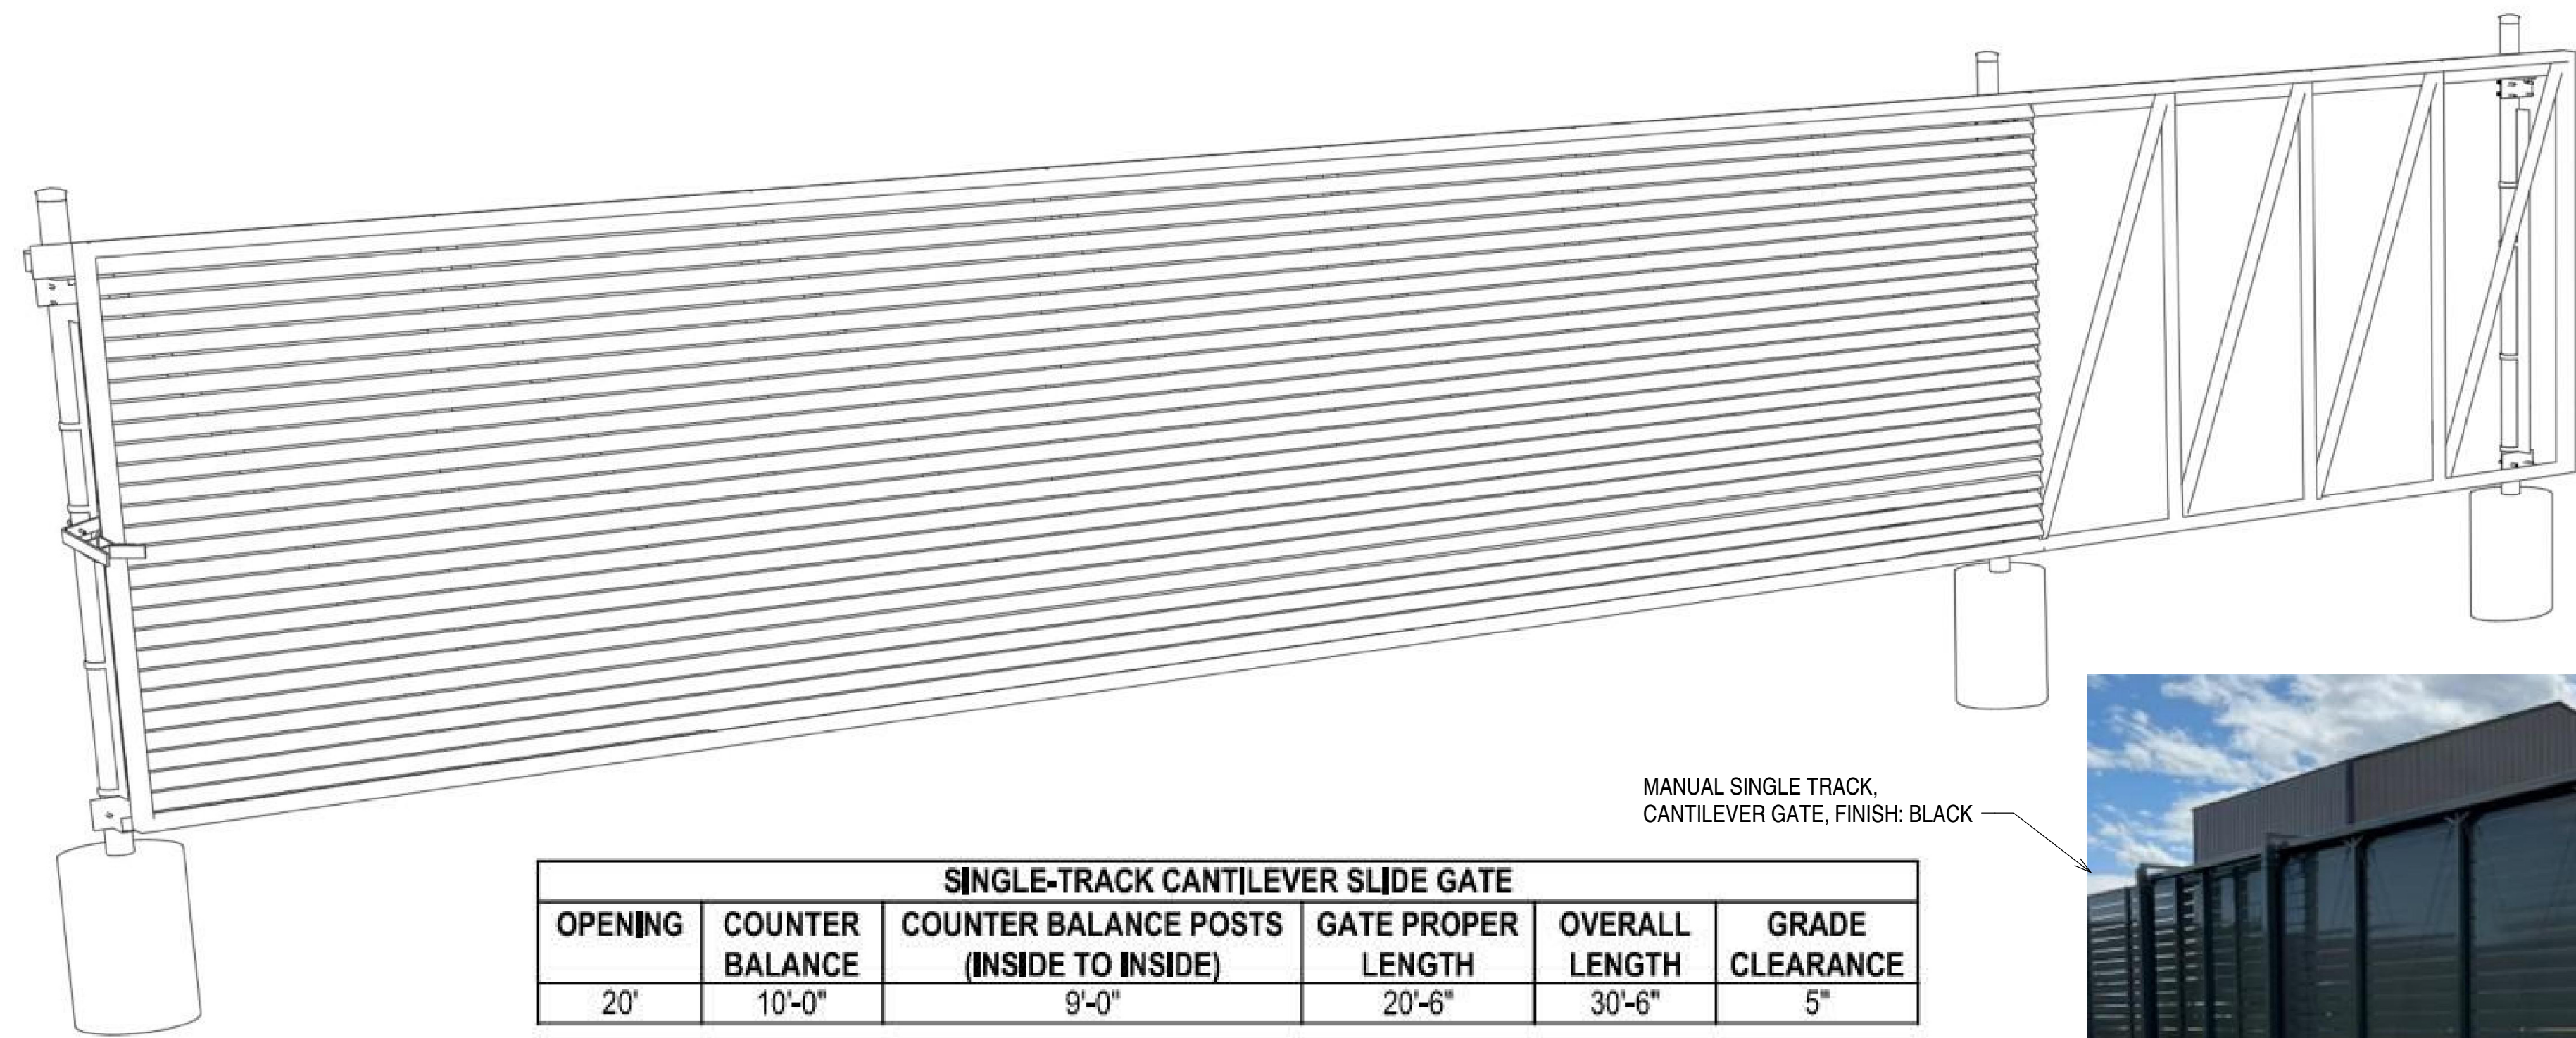 MANUAL SINGLE TRACK,
CANTILEVER GATE, FINISH: BLACK
SINGLE-TRACK CANTILEVER SLIDE GATE
OPENING COUNTER BALANCE COUNTER BALANCE POSTS (INSIDE TO INSIDE) GATE PROPER LENGTH OVERALL LENGTH GRADE CLEARANCE
20' 10'-0" 9'-0" 20'-6" 30'-6" 5"